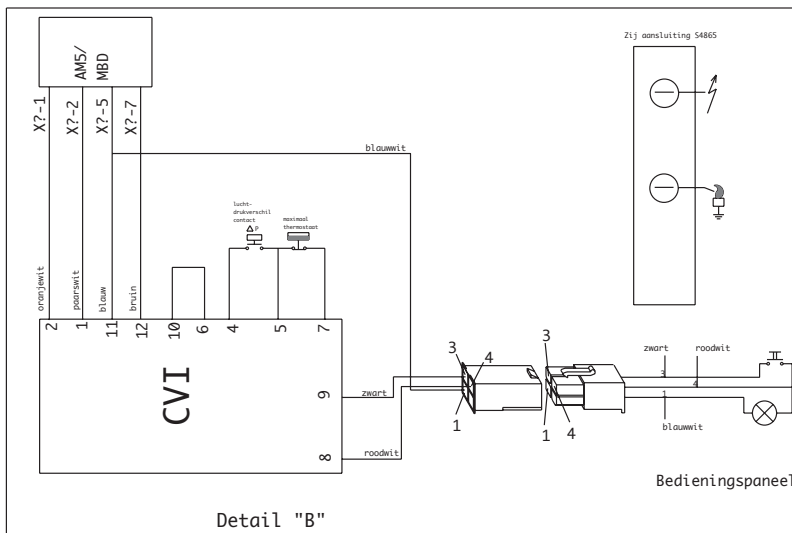 Zij aansluiting S4865
AM5/
MBD
X?-1
X?-2
X?-5
X?-7
blauwwit
lucht-
drukverschil
contact
P
maximaal
thermostaat
oranjewit
paarswit
blauw
bruin
2
1
11
12
10
6
4
5
7
CVI
9
8
zwart
roodwit
3
4
1
3
1
4
zwart
roodwit
3
4
1
blauwwit
Bedieningspaneel
Detail "B"